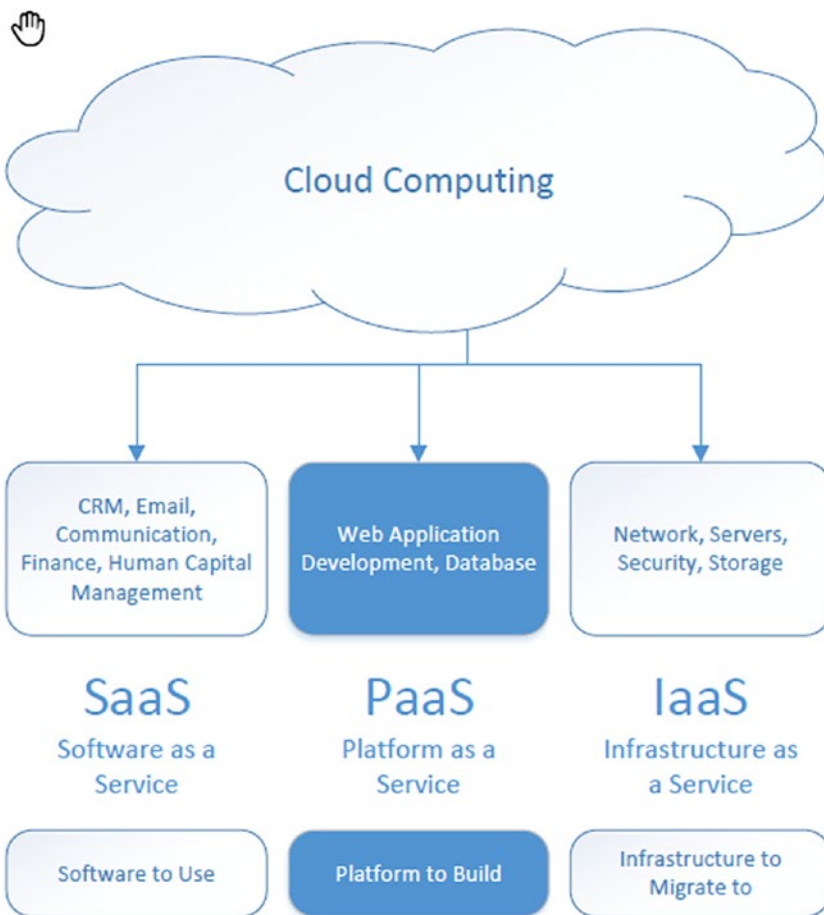 Cloud Computing
CRM, Email,
Communication,
Finance, Human Capital
Management
Web Application
Development, Database
Network, Servers,
Security, Storage
SaaS
Software as a
Service
PaaS
Platform as a
Service
IaaS
Infrastructure as
a Service
Software to Use
Platform to Build
Infrastructure to
Migrate to